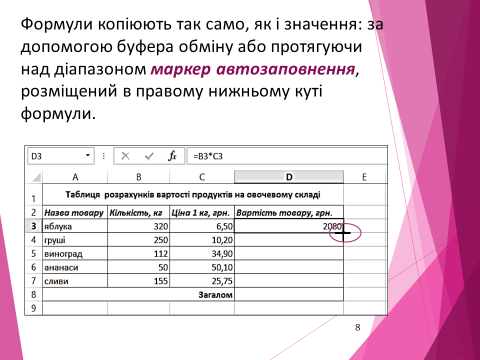 Формули копіюють так само, як і значення: за
допомогою буфера обміну або протягуючи
над діапазоном маркер автозаповнення,
розміщений в правому нижньому куті
формули.
D3 fx =B3*C3
A B C D E
1 Таблиця розрахунків вартості продуктів на овочевому складі
2 Назва товару Кількість, кг Ціна 1 кг, грн. Вартість товару, грн.
3 яблука 320 6,50 2080
4 груші 250 10,20
5 виноград 112 34,90
6 ананаси 50 50,10
7 сливи 155 25,75
8 Загалом
9
8